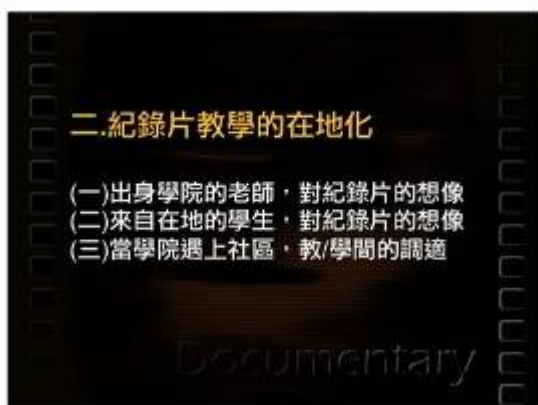 二.紀錄片教學的在地化
(一)出身學院的老師，對紀錄片的想像
(二)來自在地的學生，對紀錄片的想像
(三)當學院遇上社區，教/學間的調適
Documentary